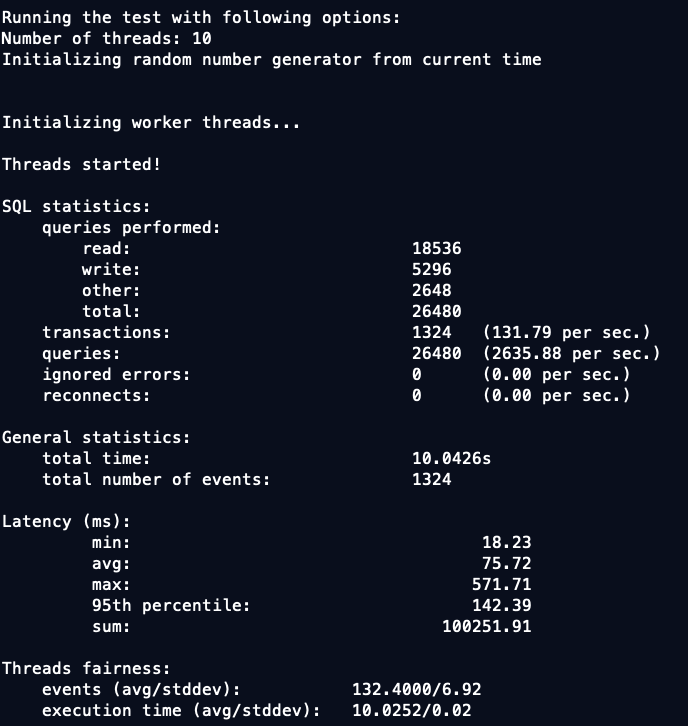 Running the test with following options:
Number of threads: 10
Initializing random number generator from current time
Initializing worker threads...
Threads started!
SQL statistics:
queries performed:
read: 18536
write: 5296
other: 2648
total: 26480
transactions: 1324 (131.79 per sec.)
queries: 26480 (2635.88 per sec.)
ignored errors: 0 (0.00 per sec.)
reconnects: 0 (0.00 per sec.)
General statistics:
total time: 10.0426s
total number of events: 1324
Latency (ms):
min: 18.23
avg: 75.72
max: 571.71
95th percentile: 142.39
sum: 100251.91
Threads fairness:
events (avg/stddev): 132.4000/6.92
execution time (avg/stddev): 10.0252/0.02